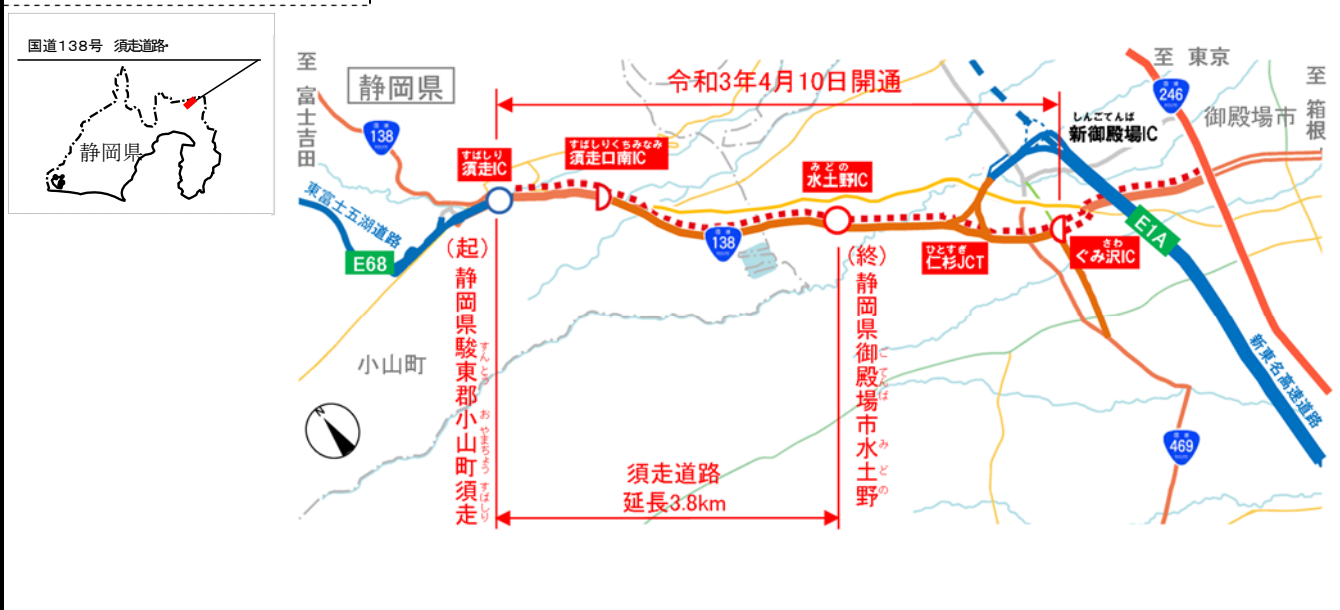 国道138号 須走道路
静岡県
至 富士吉田
静岡県
138
令和3年4月10日開通
至 東京
246
御殿場市
至 箱根
しんごてんば
新御殿場IC
すばしり
須走IC
すばしりくちみなみ
須走口南IC
みどの
水土野IC
東富士五湖道路
E68
138
ひとすぎ
仁杉JCT
さわ
ぐみ沢IC
E1A
新東名高速道路
469
小山町
N
(起)静岡県駿東郡小山町須走
すんとう
おやまちょう
すばしり
(終)静岡県御殿場市水土野
ごてんば
みどの
須走道路
延長3.8km